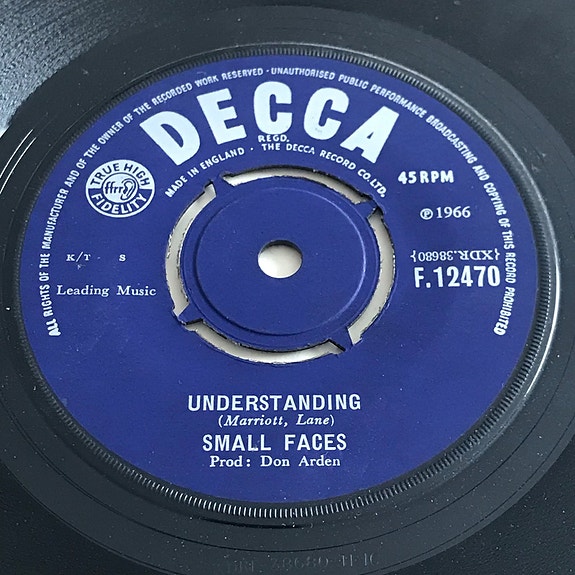 ALL RIGHTS OF THE MANUFACTURER AND OF THE OWNER OF THE RECORDED WORK RESERVED · UNAUTHORISED PUBLIC PERFORMANCE BROADCASTING AND COPYING OF THIS RECORD PROHIBITED
DECCA
REGD.
MADE IN ENGLAND · THE DECCA RECORD CO. LTD.
TRUE HIGH
ffrr
FIDELITY
45 RPM
℗ 1966
K/T - S
{XDR.38680}
F.12470
Leading Music
UNDERSTANDING
(Marriott, Lane)
SMALL FACES
Prod: Don Arden